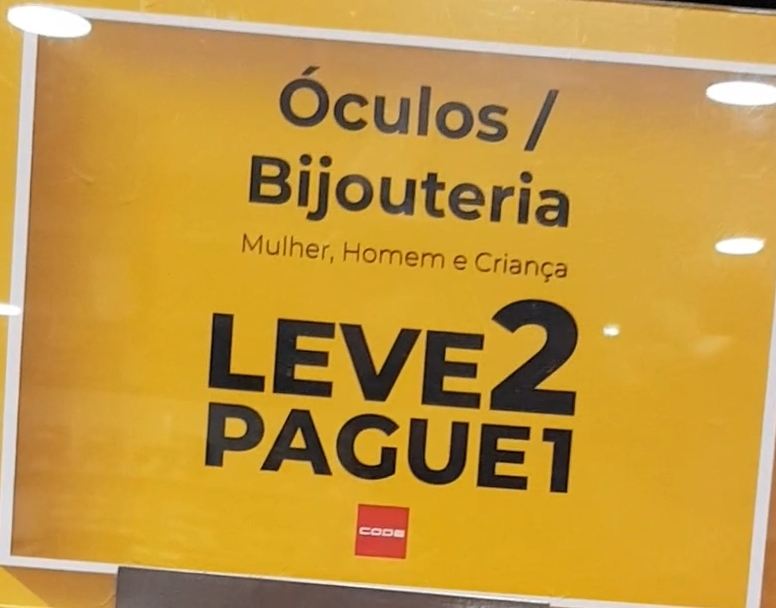 Óculos /
Bijouteria
Mulher, Homem e Criança
LEVE2
PAGUE1
CODE